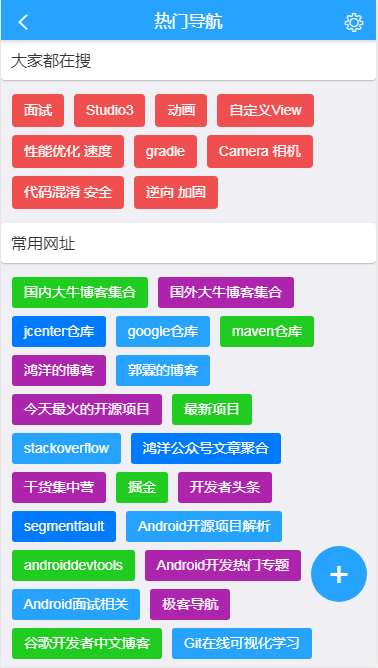 热门导航
大家都在搜
面试 Studio3 动画 自定义View
性能优化 速度 gradle Camera 相机
代码混淆 安全 逆向 加固
常用网址
国内大牛博客集合 国外大牛博客集合
jcenter仓库 google仓库 maven仓库
鸿洋的博客 郭霖的博客
今天最火的开源项目 最新项目
stackoverflow 鸿洋公众号文章聚合
干货集中营 掘金 开发者头条
segmentfault Android开源项目解析
androiddevtools Android开发热门专题
Android面试相关 极客导航
谷歌开发者中文博客 Git在线可视化学习